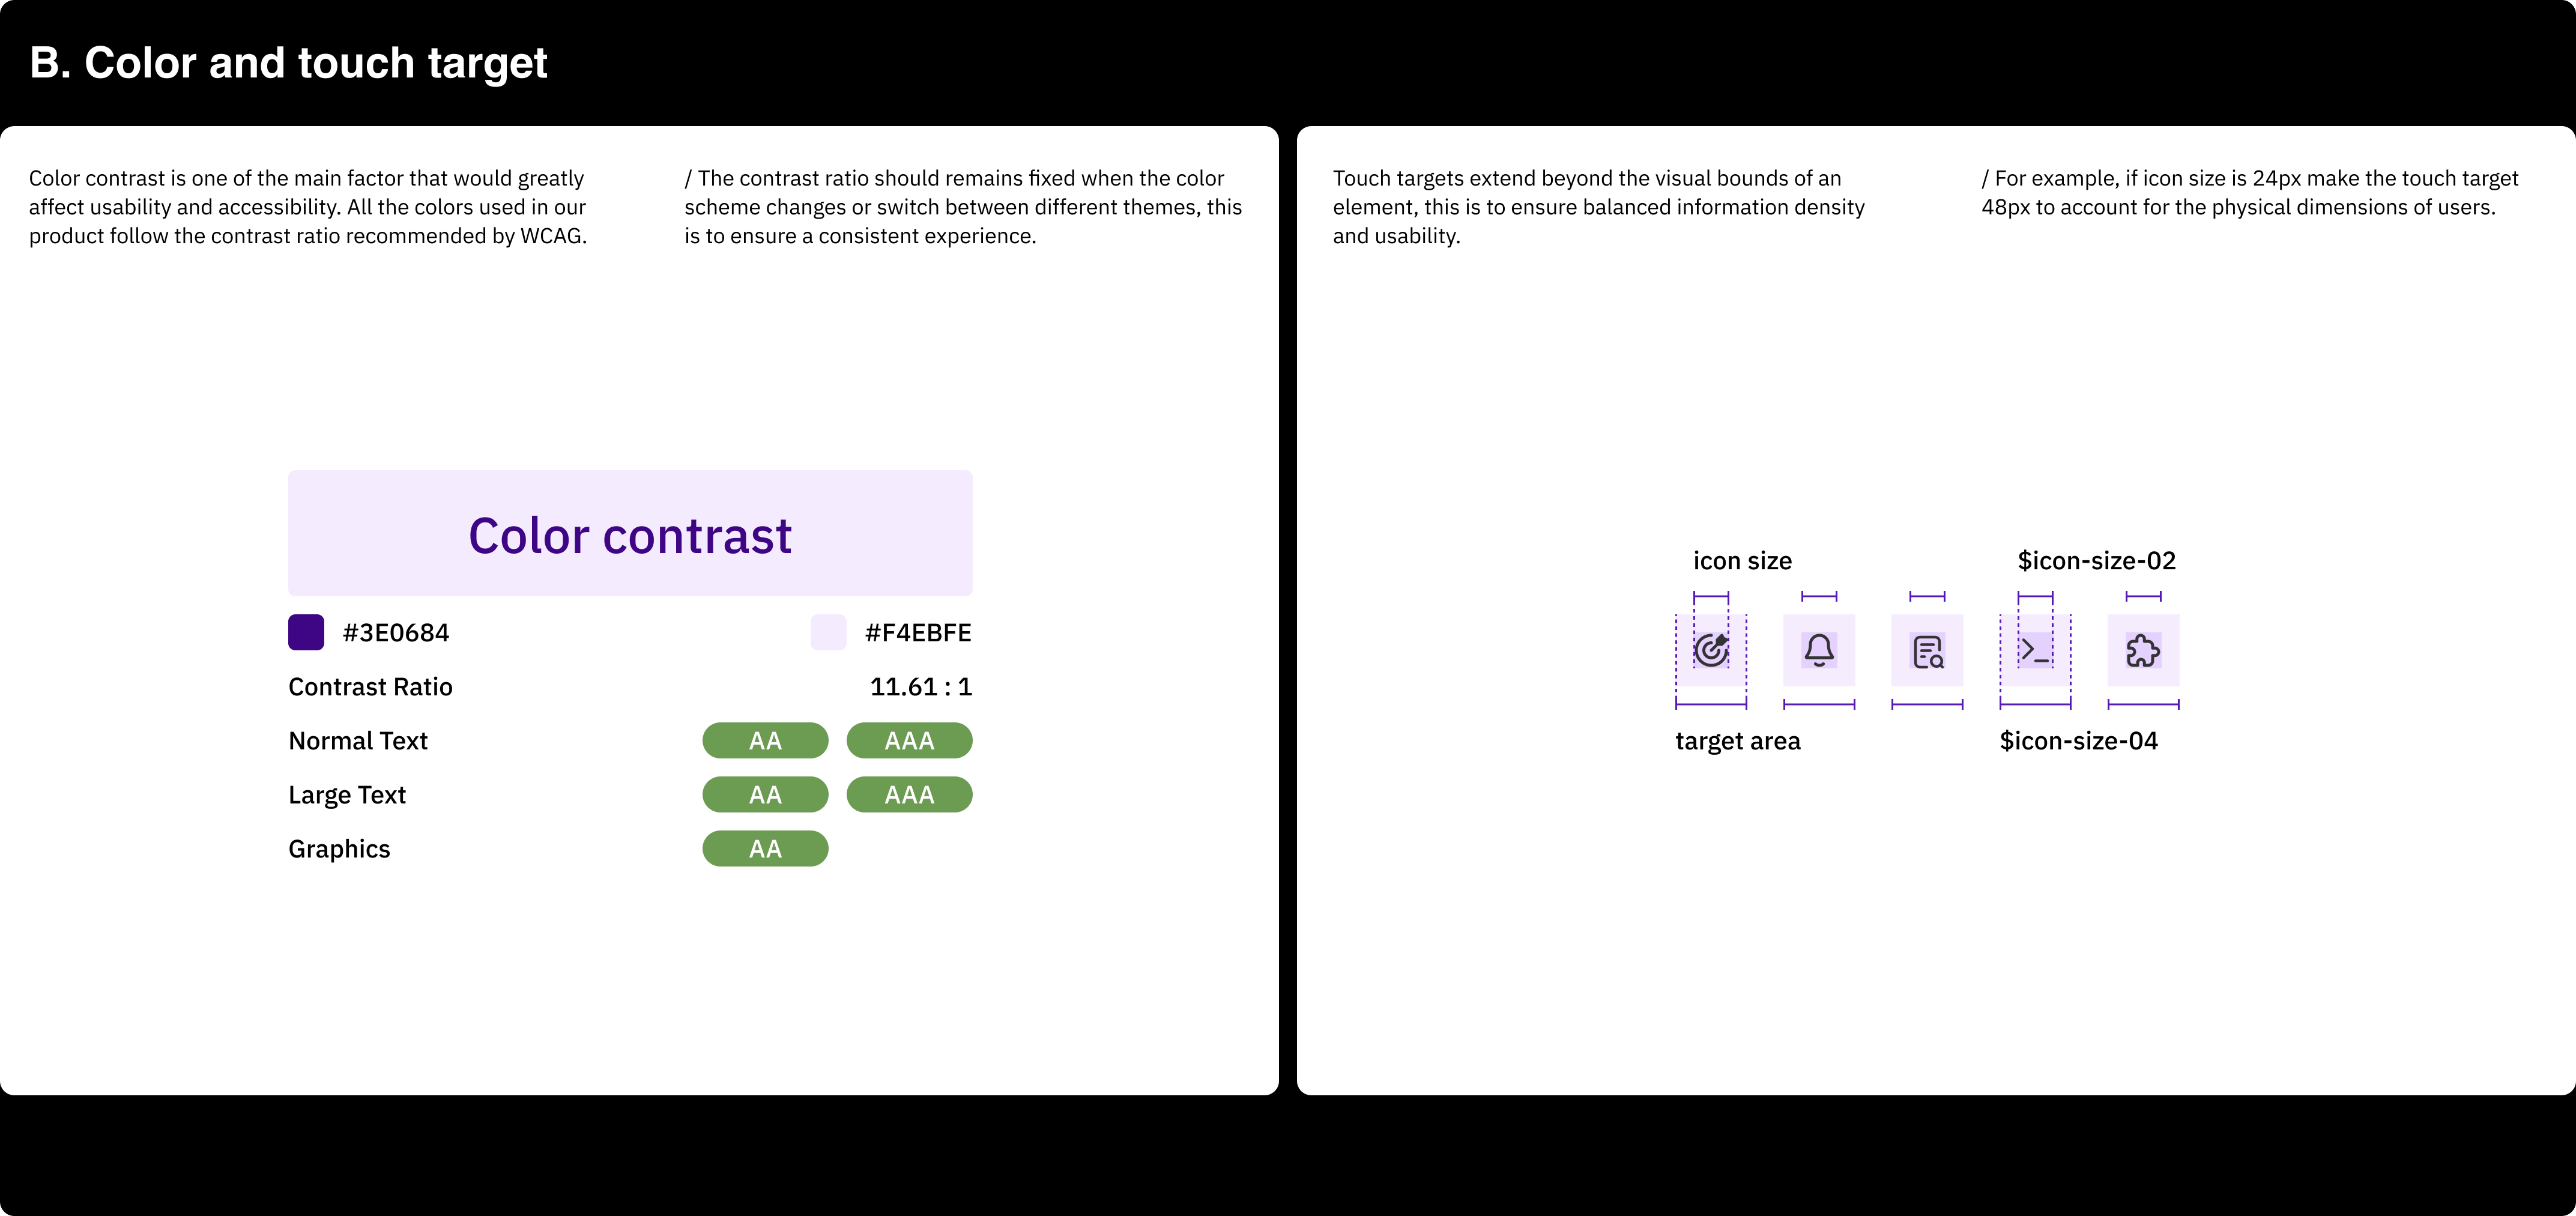 B. Color and touch target
Color contrast is one of the main factor that would greatly
affect usability and accessibility. All the colors used in our
product follow the contrast ratio recommended by WCAG.
/ The contrast ratio should remains fixed when the color
scheme changes or switch between different themes, this
is to ensure a consistent experience.
Color contrast
#3E0684
#F4EBFE
Contrast Ratio
11.61 : 1
Normal Text
AA
AAA
Large Text
AA
AAA
Graphics
AA
Touch targets extend beyond the visual bounds of an
element, this is to ensure balanced information density
and usability.
/ For example, if icon size is 24px make the touch target
48px to account for the physical dimensions of users.
icon size
$icon-size-02
target area
$icon-size-04